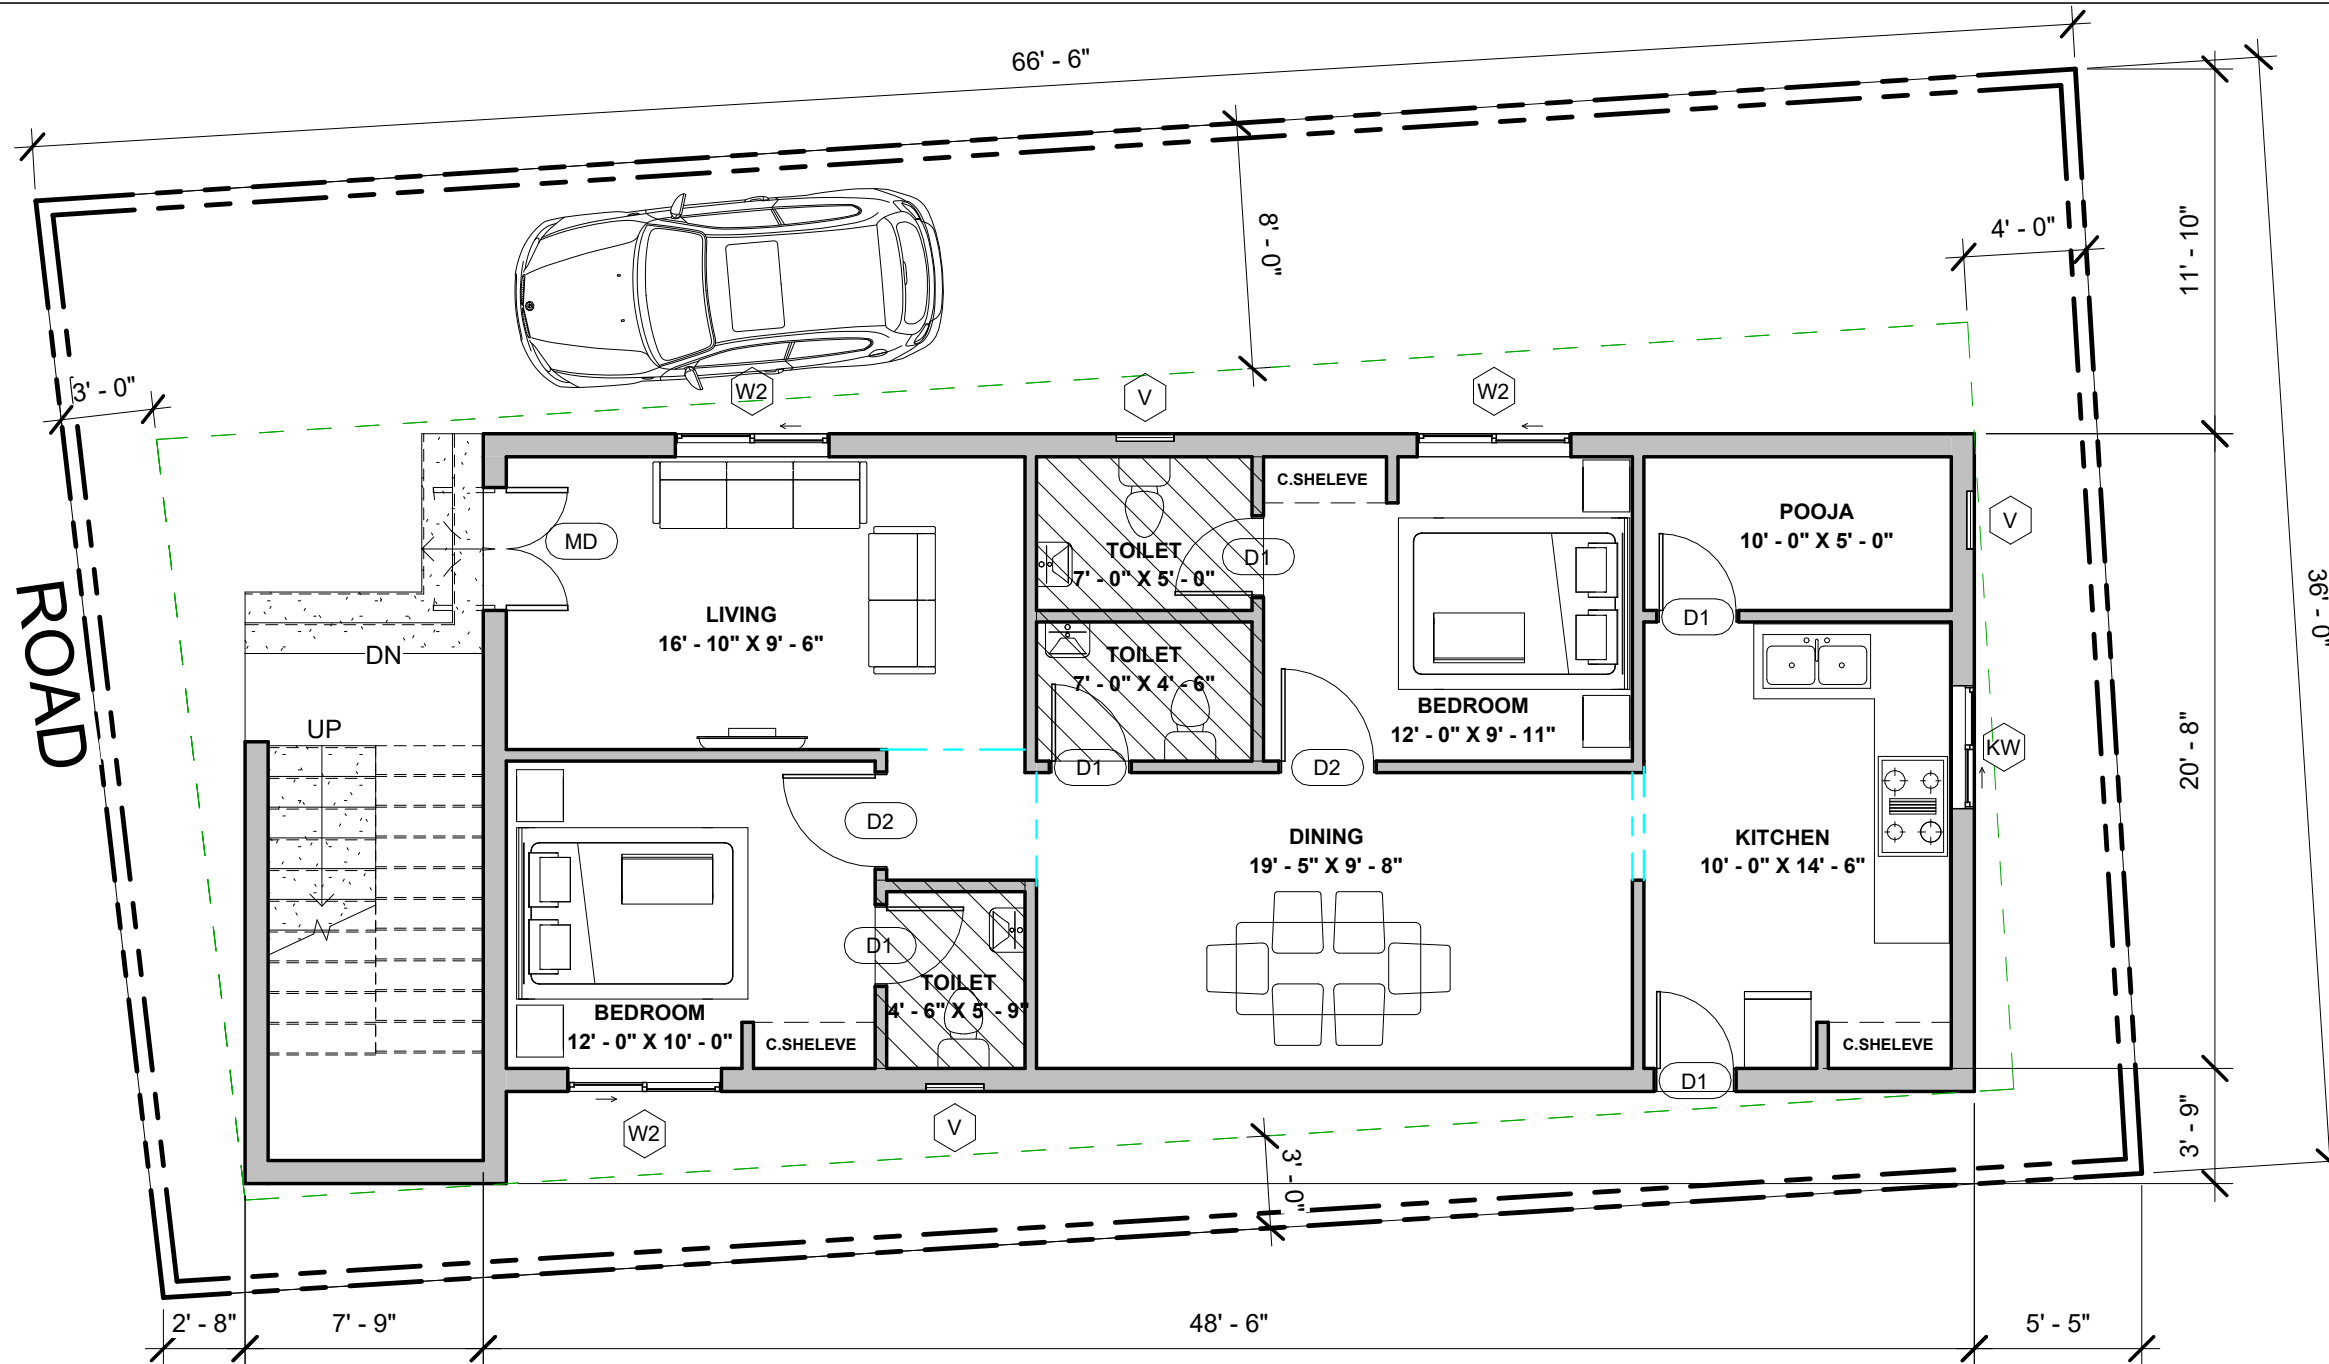 66' - 6"
8' - 0"
4' - 0"
11' - 10"
3' - 0"
W2
V
W2
C.SHELEVE
POOJA
10' - 0" X 5' - 0"
V
MD
TOILET
7' - 0" X 5' - 0"
D1
LIVING
16' - 10" X 9' - 6"
D1
36' - 0"
ROAD
DN
TOILET
7' - 0" X 4' - 6"
BEDROOM
12' - 0" X 9' - 11"
UP
D1
D2
KW
20' - 8"
D2
DINING
19' - 5" X 9' - 8"
KITCHEN
10' - 0" X 14' - 6"
D1
TOILET
4' - 6" X 5' - 9"
BEDROOM
12' - 0" X 10' - 0"
C.SHELEVE
C.SHELEVE
D1
W2
V
3' - 9"
3' - 0"
2' - 8"
7' - 9"
48' - 6"
5' - 5"